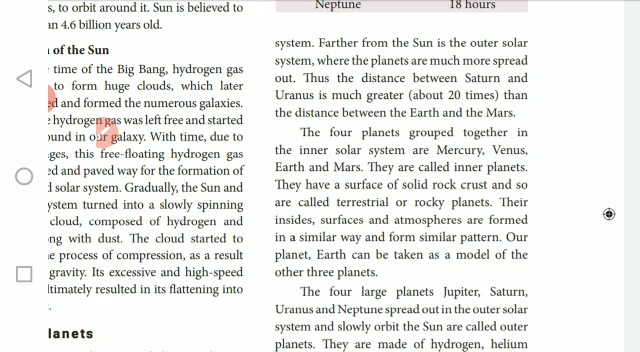 s, to orbit around it. Sun is believed to
an 4.6 billion years old.
n of the Sun
time of the Big Bang, hydrogen gas
to form huge clouds, which later
ed and formed the numerous galaxies.
e hydrogen gas was left free and started
ound in our galaxy. With time, due to
ges, this free-floating hydrogen gas
ed and paved way for the formation of
d solar system. Gradually, the Sun and
ystem turned into a slowly spinning
cloud, composed of hydrogen and
ng with dust. The cloud started to
e process of compression, as a result
gravity. Its excessive and high-speed
ltimately resulted in its flattening into
.
lanets
Neptune 18 hours
system. Farther from the Sun is the outer solar
system, where the planets are much more spread
out. Thus the distance between Saturn and
Uranus is much greater (about 20 times) than
the distance between the Earth and the Mars.
The four planets grouped together in
the inner solar system are Mercury, Venus,
Earth and Mars. They are called inner planets.
They have a surface of solid rock crust and so
are called terrestrial or rocky planets. Their
insides, surfaces and atmospheres are formed
in a similar way and form similar pattern. Our
planet, Earth can be taken as a model of the
other three planets.
The four large planets Jupiter, Saturn,
Uranus and Neptune spread out in the outer solar
system and slowly orbit the Sun are called outer
planets. They are made of hydrogen, helium